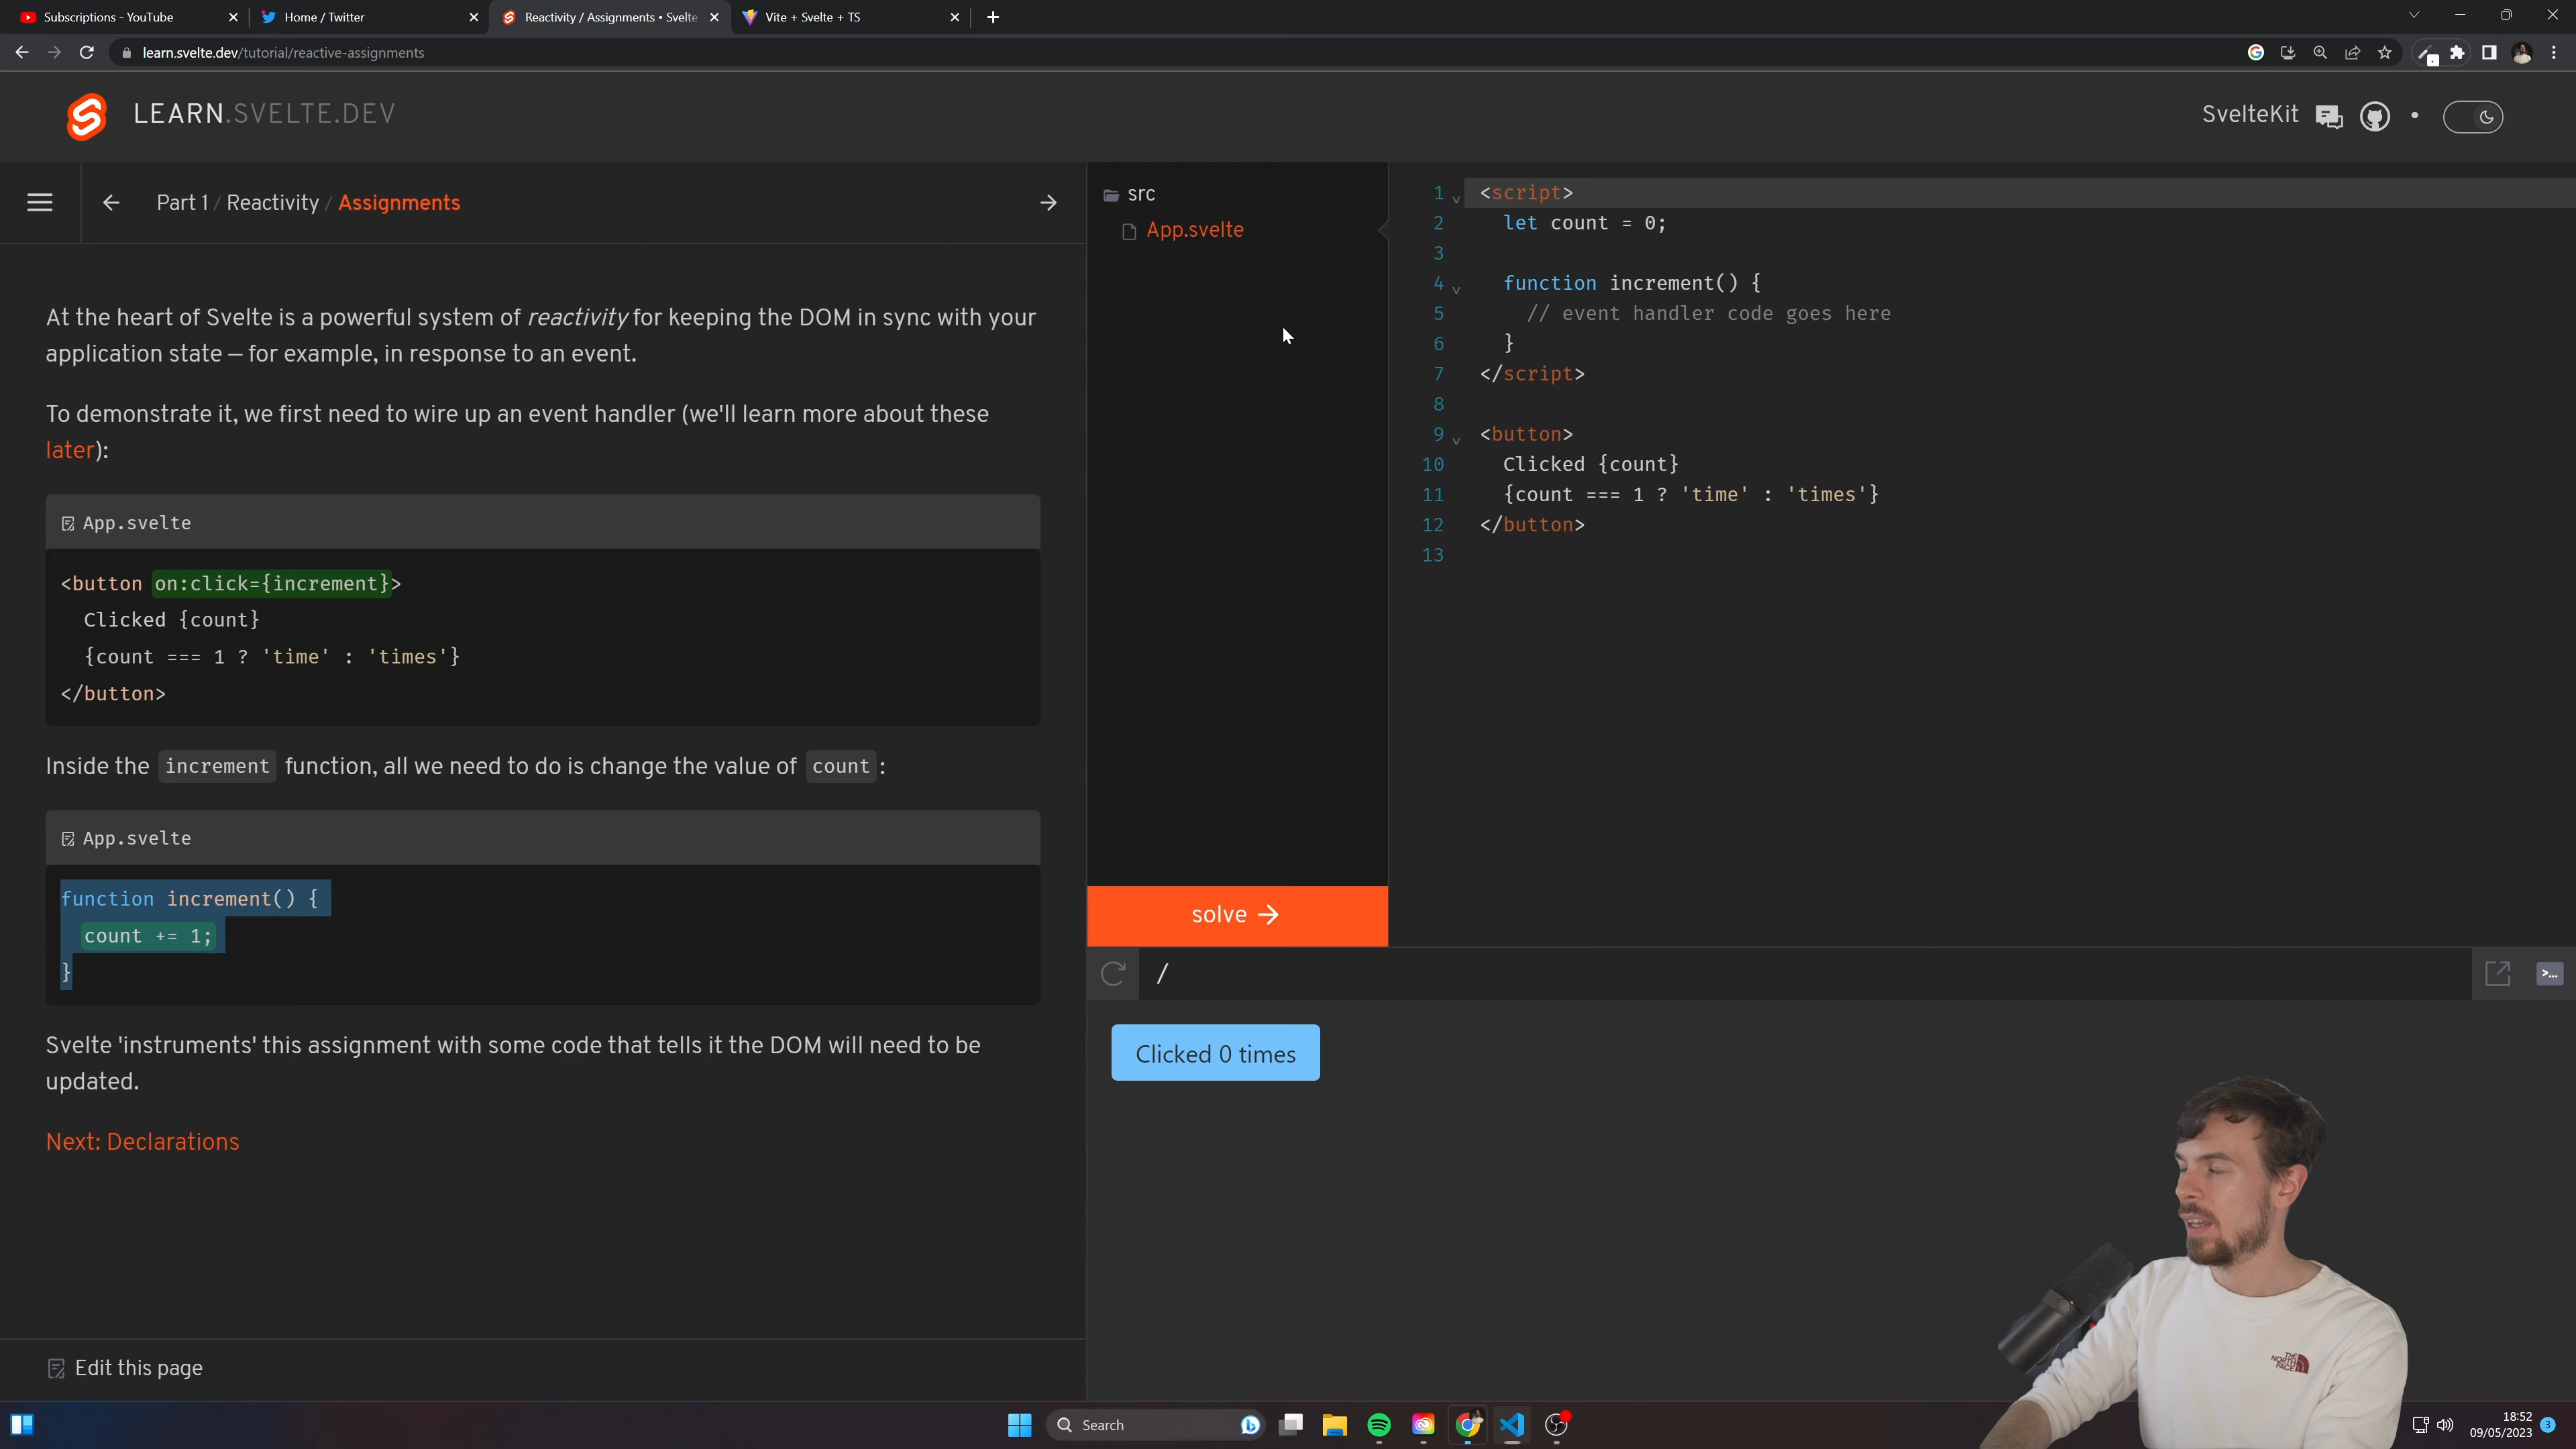 Subscriptions - YouTube
Home / Twitter
Reactivity / Assignments • Svelte
Vite + Svelte + TS
learn.svelte.dev/tutorial/reactive-assignments
LEARN.SVELTE.DEV
SvelteKit
Part 1 / Reactivity / Assignments
At the heart of Svelte is a powerful system of reactivity for keeping the DOM in sync with your
application state — for example, in response to an event.
To demonstrate it, we first need to wire up an event handler (we'll learn more about these
later):
App.svelte
<button on:click={increment}>
Clicked {count}
{count === 1 ? 'time' : 'times'}
</button>
Inside the increment function, all we need to do is change the value of count :
App.svelte
function increment() {
count += 1;
}
Svelte 'instruments' this assignment with some code that tells it the DOM will need to be
updated.
Next: Declarations
Edit this page
src
App.svelte
solve →
1 <script>
2 let count = 0;
3
4 function increment() {
5 // event handler code goes here
6 }
7 </script>
8
9 <button>
10 Clicked {count}
11 {count === 1 ? 'time' : 'times'}
12 </button>
13
/
Clicked 0 times
THE NORTH FACE
Search
18:52
09/05/2023
3